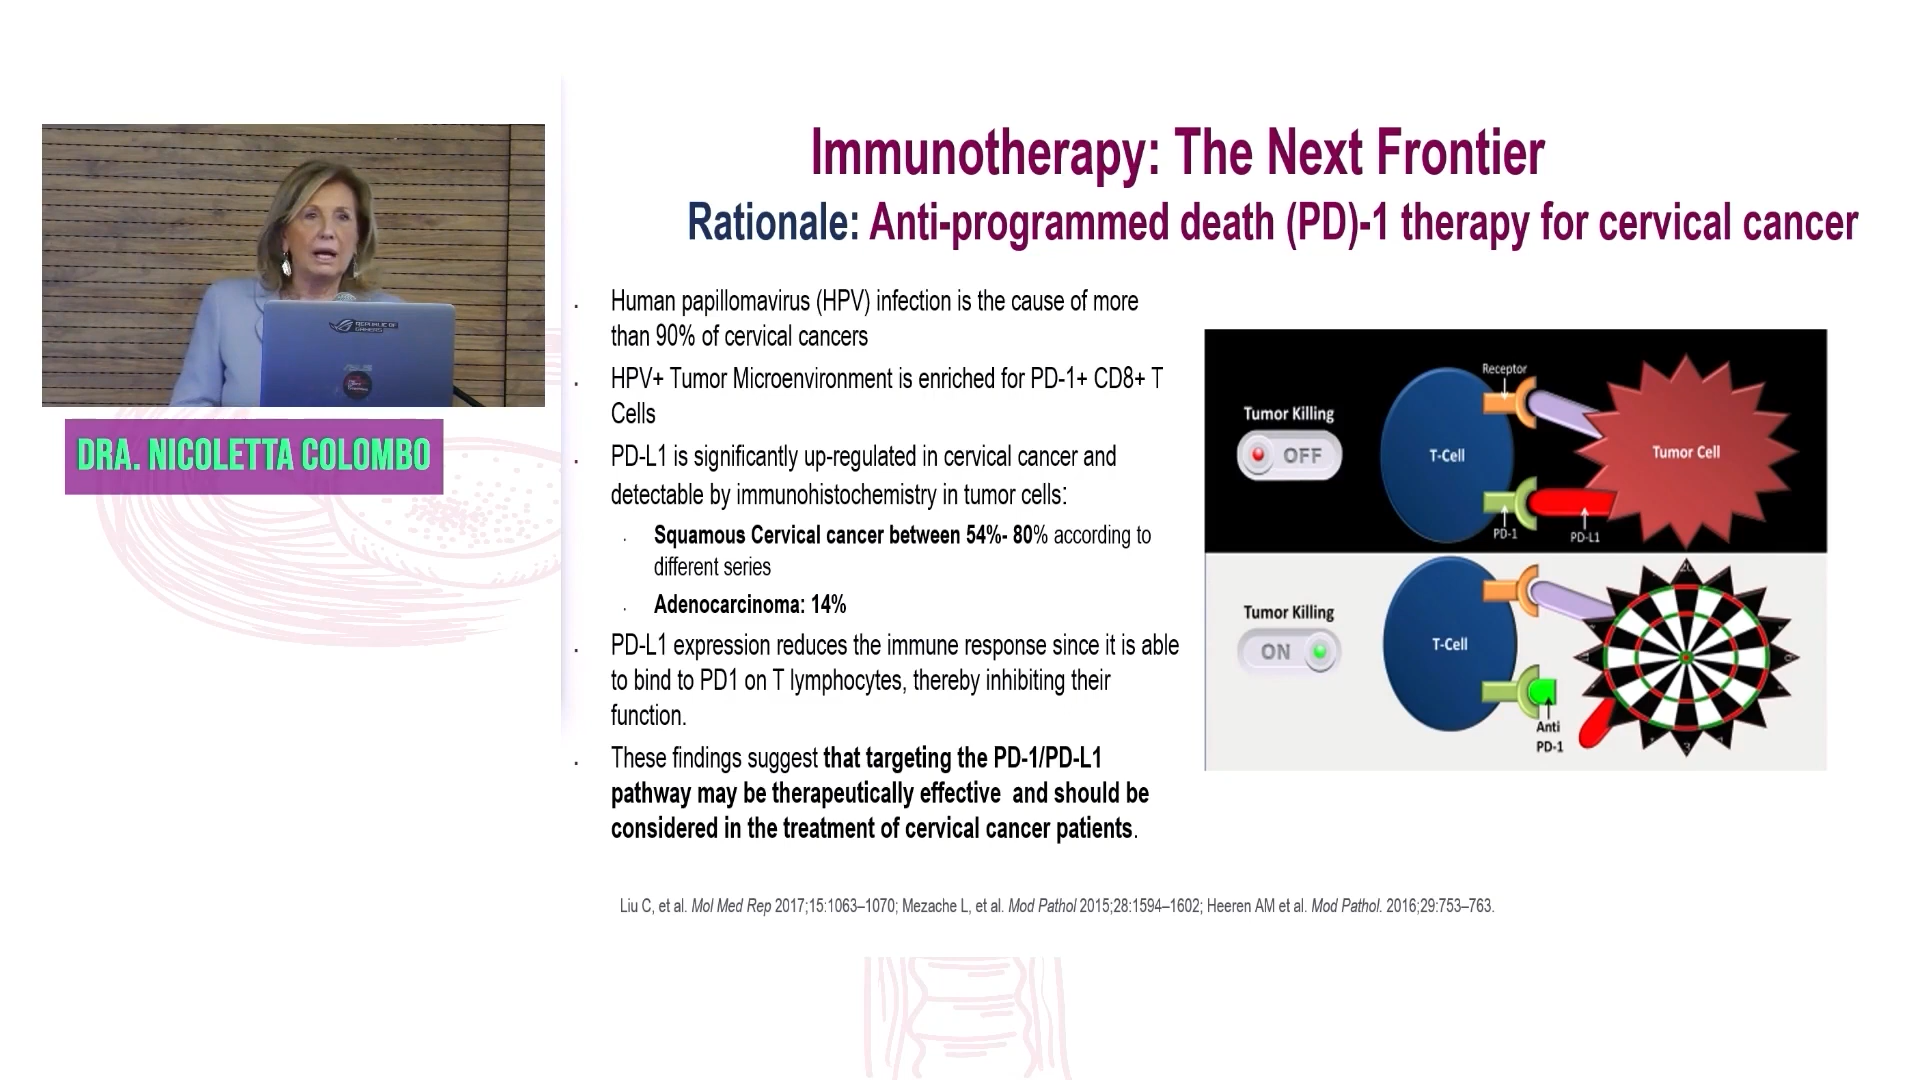 Immunotherapy: The Next Frontier
Rationale: Anti-programmed death (PD)-1 therapy for cervical cancer
REPUBLIC OF
GAMERS
ASUS
DRA. NICOLETTA COLOMBO
. Human papillomavirus (HPV) infection is the cause of more
than 90% of cervical cancers
. HPV+ Tumor Microenvironment is enriched for PD-1+ CD8+ T
Cells
. PD-L1 is significantly up-regulated in cervical cancer and
detectable by immunohistochemistry in tumor cells:
. Squamous Cervical cancer between 54%- 80% according to
different series
. Adenocarcinoma: 14%
. PD-L1 expression reduces the immune response since it is able
to bind to PD1 on T lymphocytes, thereby inhibiting their
function.
. These findings suggest that targeting the PD-1/PD-L1
pathway may be therapeutically effective  and should be
considered in the treatment of cervical cancer patients.
Receptor
Tumor Killing
OFF
T-Cell
Tumor Cell
PD-1
PD-L1
Tumor Killing
ON
T-Cell
Anti
PD-1
20
3
Liu C, et al. Mol Med Rep 2017;15:1063–1070; Mezache L, et al. Mod Pathol 2015;28:1594–1602; Heeren AM et al. Mod Pathol. 2016;29:753–763.